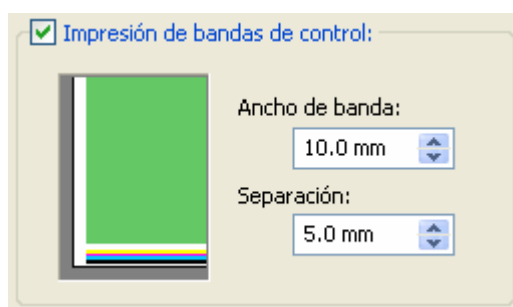 Impresión de bandas de control:
Ancho de banda:
10.0 mm
Separación:
5.0 mm